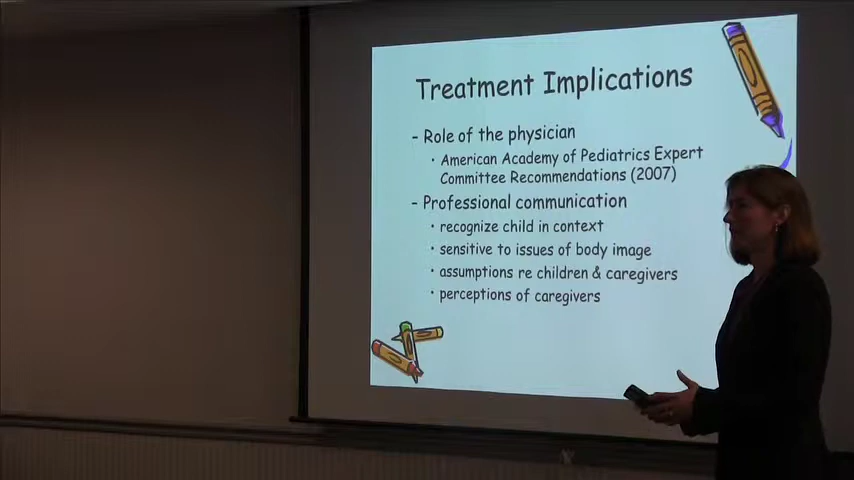 Treatment Implications
- Role of the physician
• American Academy of Pediatrics Expert
Committee Recommendations (2007)
- Professional communication
• recognize child in context
• sensitive to issues of body image
• assumptions re children & caregivers
• perceptions of caregivers